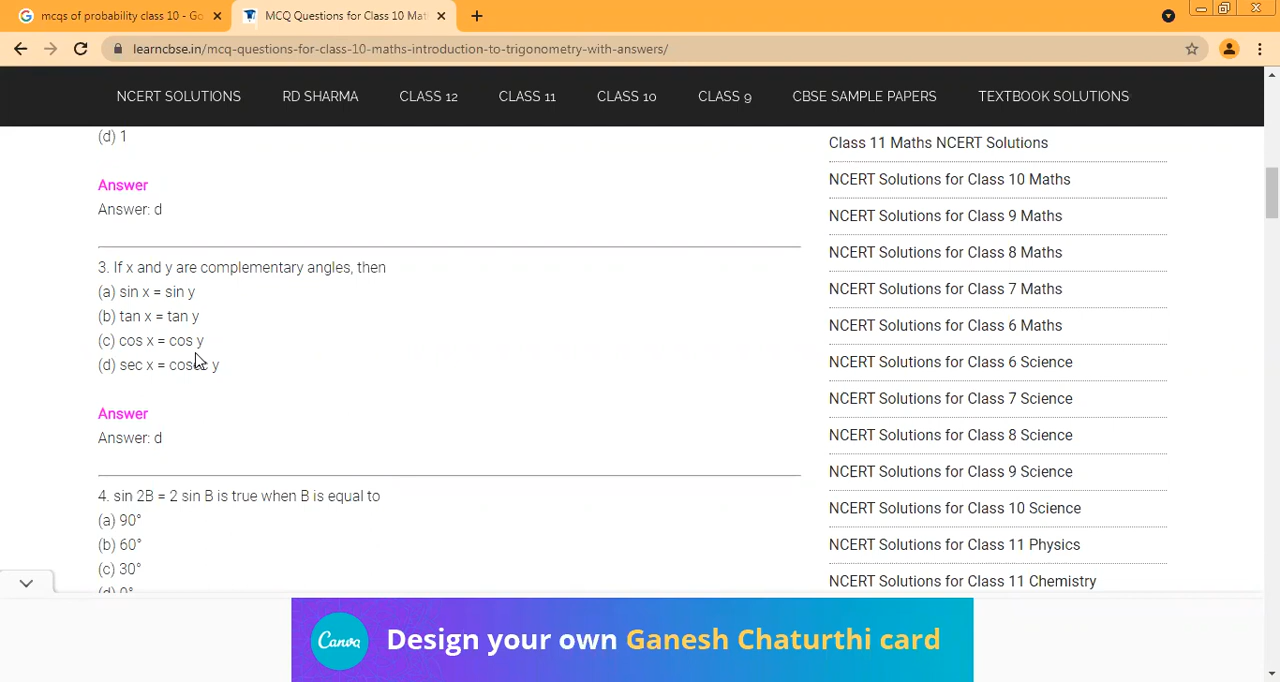 mcqs of probability class 10 - Go
MCQ Questions for Class 10 Mat
learncbse.in/mcq-questions-for-class-10-maths-introduction-to-trigonometry-with-answers/
NCERT SOLUTIONS RD SHARMA CLASS 12 CLASS 11 CLASS 10 CLASS 9 CBSE SAMPLE PAPERS TEXTBOOK SOLUTIONS
(d) 1
Answer
Answer: d
3. If x and y are complementary angles, then
(a) sin x = sin y
(b) tan x = tan y
(c) cos x = cos y
(d) sec x = cosec y
Answer
Answer: d
4. sin 2B = 2 sin B is true when B is equal to
(a) 90°
(b) 60°
(c) 30°
(d) 0°
Class 11 Maths NCERT Solutions
NCERT Solutions for Class 10 Maths
NCERT Solutions for Class 9 Maths
NCERT Solutions for Class 8 Maths
NCERT Solutions for Class 7 Maths
NCERT Solutions for Class 6 Maths
NCERT Solutions for Class 6 Science
NCERT Solutions for Class 7 Science
NCERT Solutions for Class 8 Science
NCERT Solutions for Class 9 Science
NCERT Solutions for Class 10 Science
NCERT Solutions for Class 11 Physics
NCERT Solutions for Class 11 Chemistry
Canva Design your own Ganesh Chaturthi card